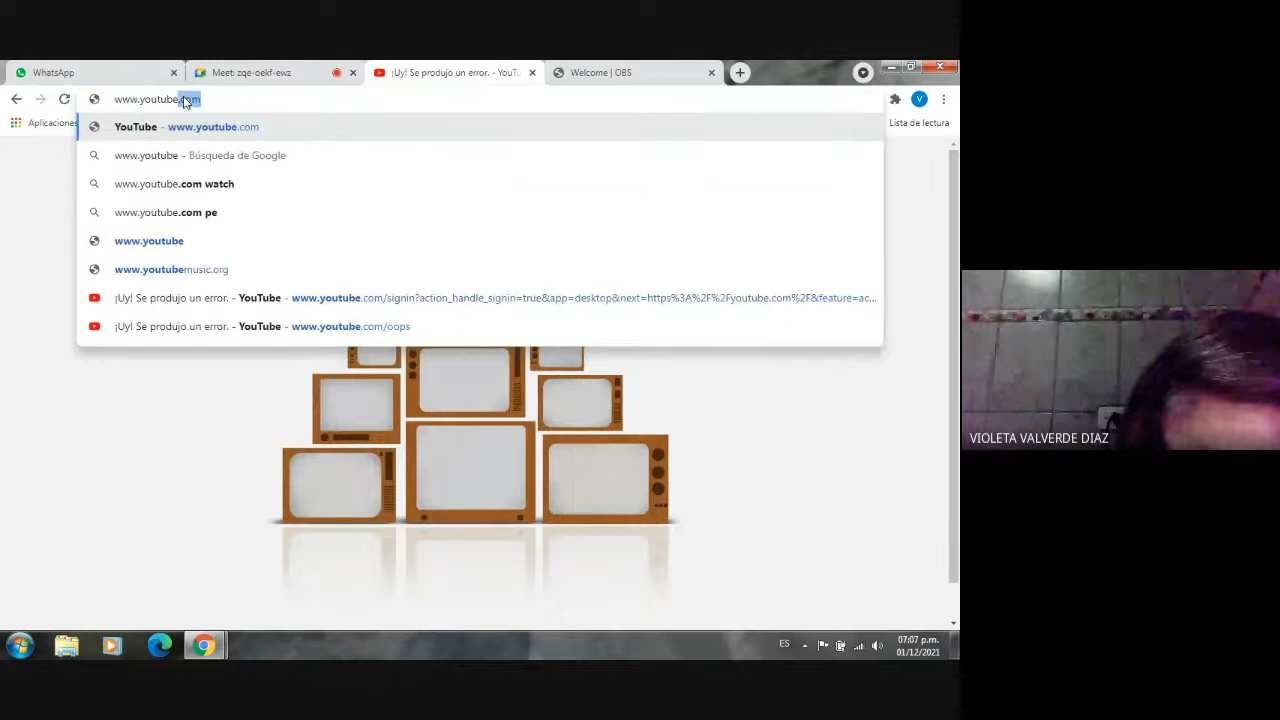 WhatsApp
Meet: zqe-oekf-ewz
¡Uy! Se produjo un error. - YouTu
Welcome | OBS
www.youtube.com
Aplicaciones
Lista de lectura
YouTube - www.youtube.com
www.youtube - Búsqueda de Google
www.youtube.com watch
www.youtube.com pe
www.youtube
www.youtubemusic.org
¡Uy! Se produjo un error. - YouTube - www.youtube.com/signin?action_handle_signin=true&app=desktop&next=https%3A%2F%2Fyoutube.com%2F&feature=ac...
¡Uy! Se produjo un error. - YouTube - www.youtube.com/oops
VIOLETA VALVERDE DIAZ
V
ES
07:07 p.m.
01/12/2021